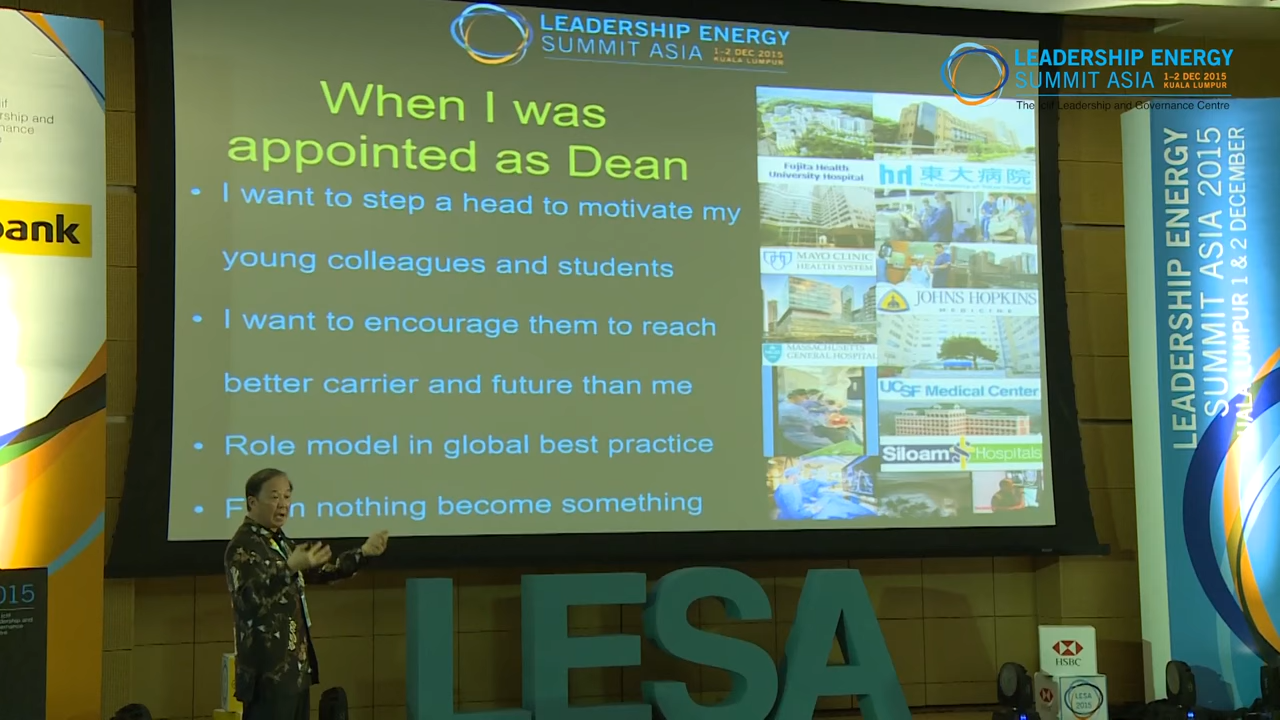 LEADERSHIP ENERGY
SUMMIT ASIA 1-2 DEC 2015
KUALA LUMPUR
LEADERSHIP ENERGY
SUMMIT ASIA 1-2 DEC 2015
KUALA LUMPUR
The Iclif Leadership and Governance Centre
When I was
appointed as Dean
• I want to step a head to motivate my
young colleagues and students
• I want to encourage them to reach
better carrier and future than me
• Role model in global best practice
• nothing become something
Fujita Health
University Hospital
東大病院
MAYO CLINIC
HEALTH SYSTEM
JOHNS HOPKINS
MEDICINE
MASSACHUSETTS
GENERAL HOSPITAL
UCSF Medical Center
Siloam Hospitals
bank
LEADERSHIP ENERGY
SUMMIT ASIA 2015
KUALA LUMPUR 1 & 2 DECEMBER
LESA
HSBC
LESA
2015
2015